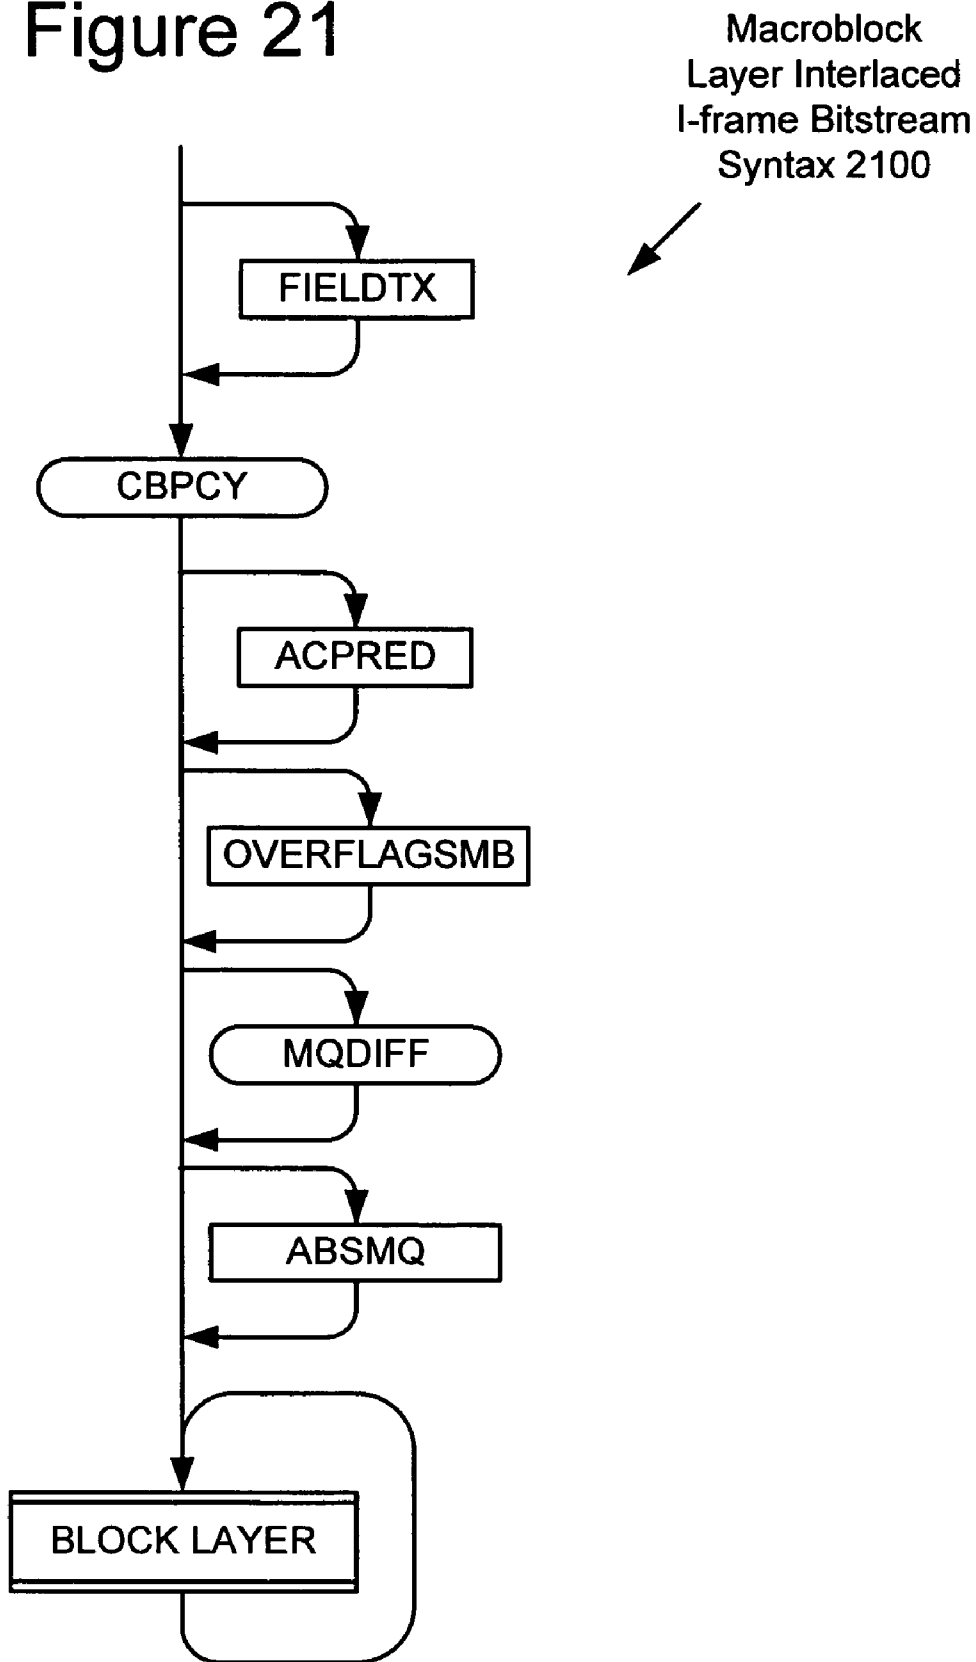 Figure 21
Macroblock
Layer Interlaced
I-frame Bitstream
Syntax 2100
FIELDTX
CBPCY
ACPRED
OVERFLAGSMB
MQDIFF
ABSMQ
BLOCK LAYER